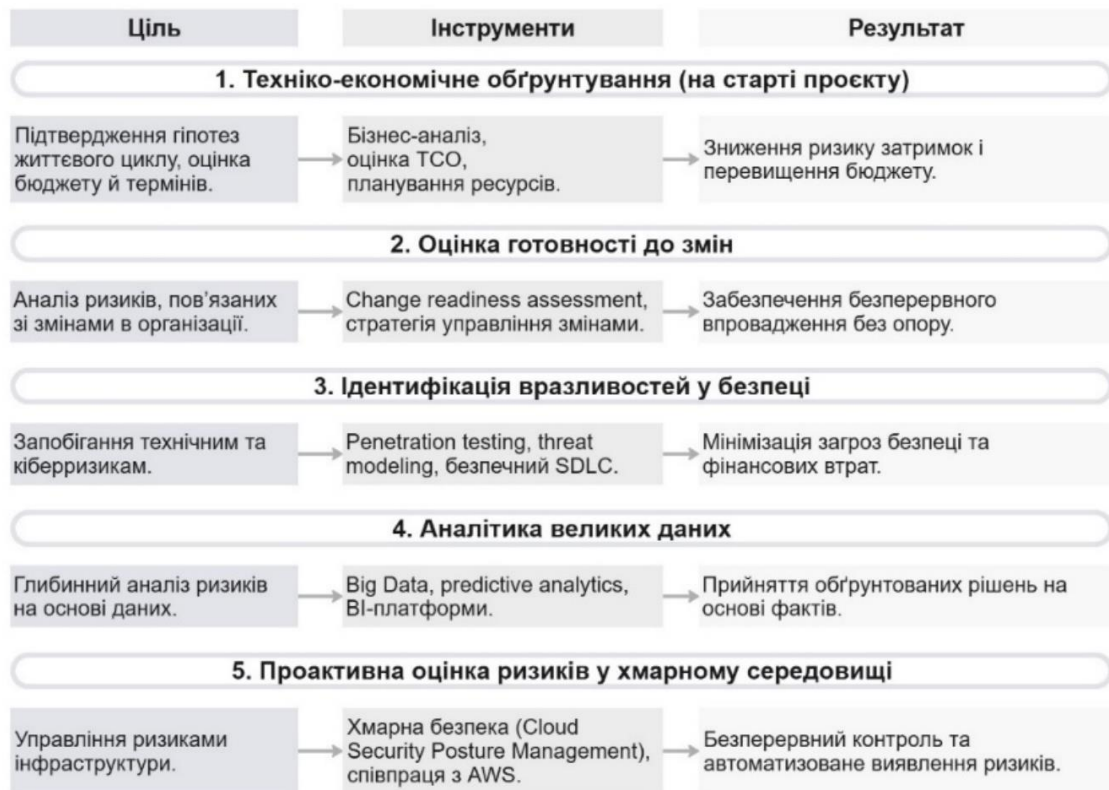 Ціль
Інструменти
Результат
1. Техніко-економічне обґрунтування (на старті проєкту)
Підтвердження гіпотез
життєвого циклу, оцінка
бюджету й термінів.
Бізнес-аналіз,
оцінка TCO,
планування ресурсів.
Зниження ризику затримок і
перевищення бюджету.
2. Оцінка готовності до змін
Аналіз ризиків, пов’язаних
зі змінами в організації.
Change readiness assessment,
стратегія управління змінами.
Забезпечення безперервного
впровадження без опору.
3. Ідентифікація вразливостей у безпеці
Запобігання технічним та
кіберризикам.
Penetration testing, threat
modeling, безпечний SDLC.
Мінімізація загроз безпеці та
фінансових втрат.
4. Аналітика великих даних
Глибинний аналіз ризиків
на основі даних.
Big Data, predictive analytics,
BI-платформи.
Прийняття обґрунтованих рішень на
основі фактів.
5. Проактивна оцінка ризиків у хмарному середовищі
Управління ризиками
інфраструктури.
Хмарна безпека (Cloud
Security Posture Management),
співпраця з AWS.
Безперервний контроль та
автоматизоване виявлення ризиків.